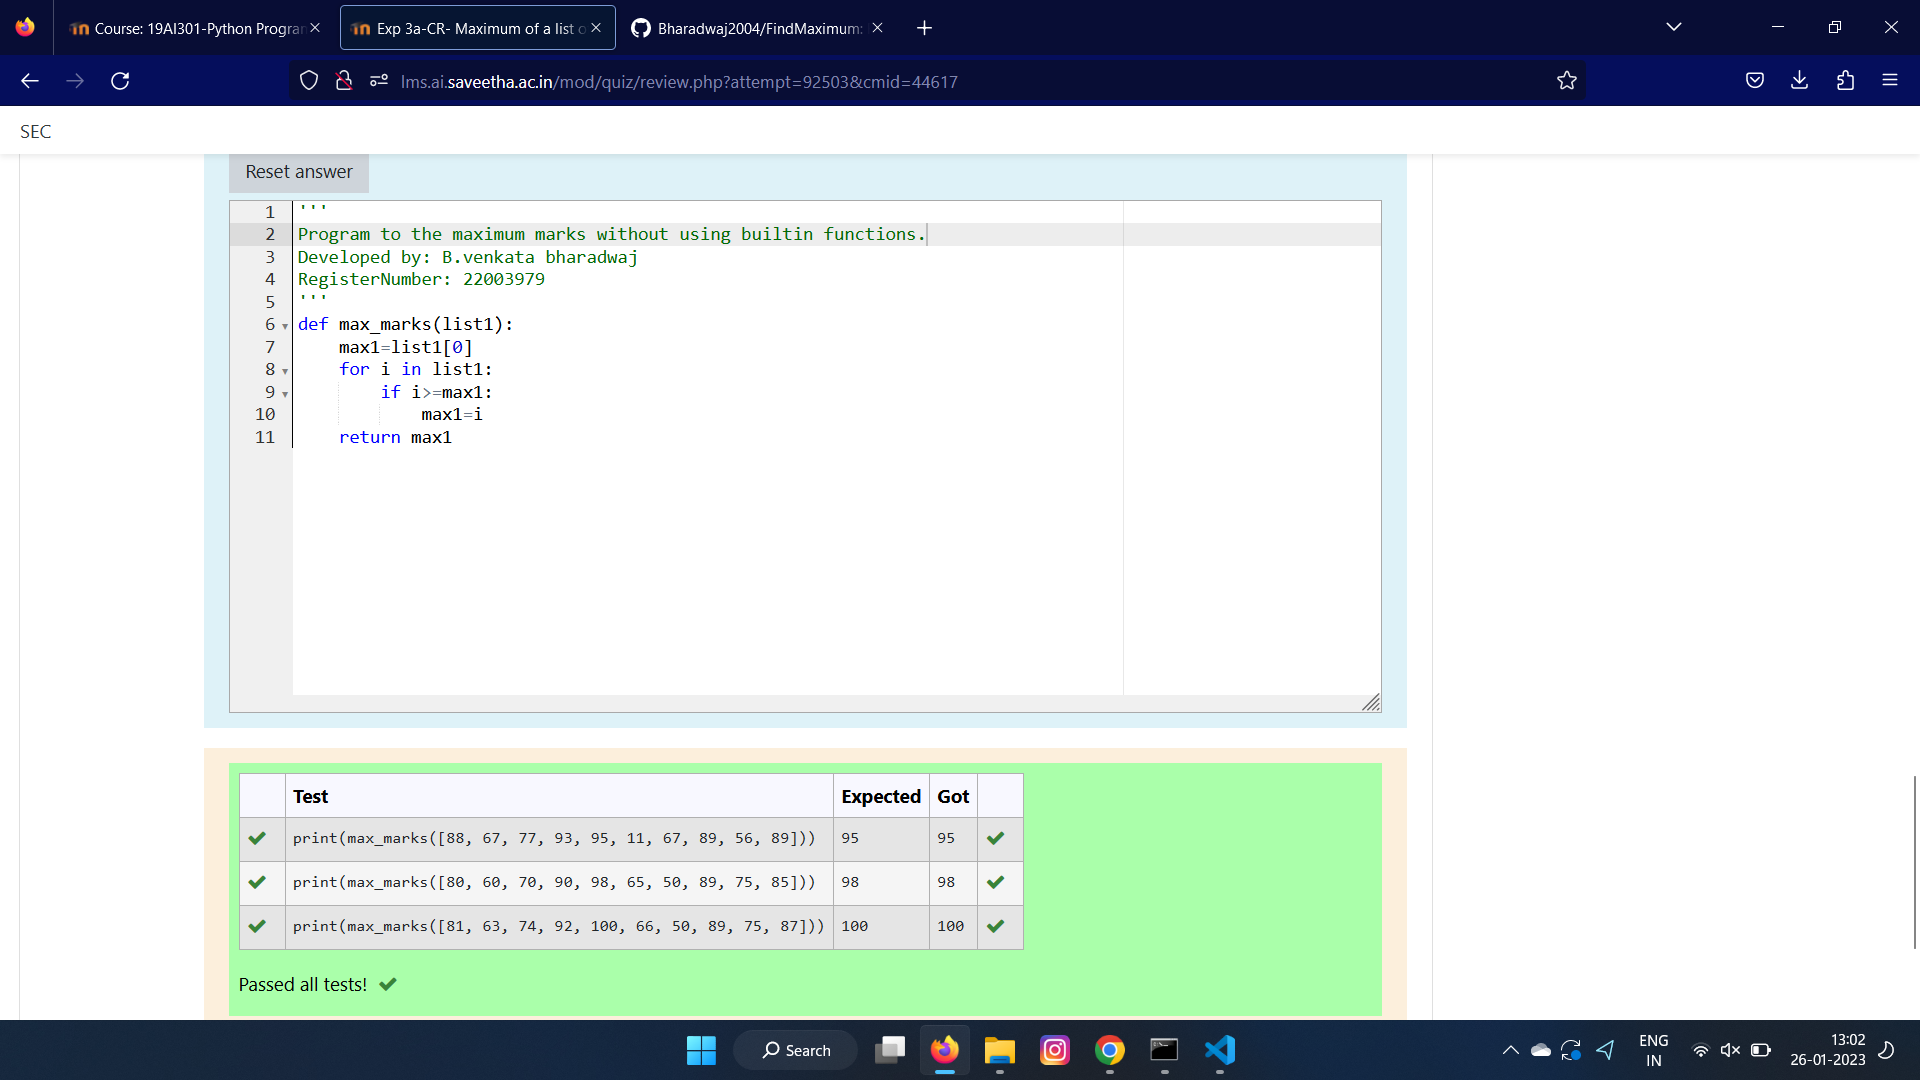 Course: 19AI301-Python Progran
Exp 3a-CR- Maximum of a list o
Bharadwaj2004/FindMaximum:
lms.ai.saveetha.ac.in/mod/quiz/review.php?attempt=92503&cmid=44617
SEC
Reset answer
1 '''
2 Program to the maximum marks without using builtin functions.
3 Developed by: B.venkata bharadwaj
4 RegisterNumber: 22003979
5 '''
6 def max_marks(list1):
7 max1=list1[0]
8 for i in list1:
9 if i>=max1:
10 max1=i
11 return max1
Test Expected Got
print(max_marks([88, 67, 77, 93, 95, 11, 67, 89, 56, 89])) 95 95
print(max_marks([80, 60, 70, 90, 98, 65, 50, 89, 75, 85])) 98 98
print(max_marks([81, 63, 74, 92, 100, 66, 50, 89, 75, 87])) 100 100
Passed all tests!
Search
ENG
IN
13:02
26-01-2023